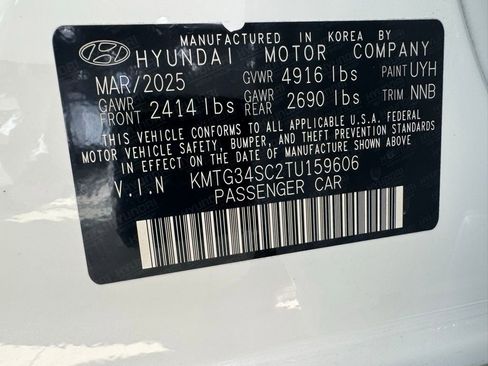 MANUFACTURED IN KOREA BY
HYUNDAI MOTOR COMPANY
MAR/2025 GVWR 4916 lbs PAINT UYH
GAWR FRONT 2414 lbs GAWR REAR 2690 lbs TRIM NNB
THIS VEHICLE CONFORMS TO ALL APPLICABLE U.S.A. FEDERAL
MOTOR VEHICLE SAFETY, BUMPER, AND THEFT PREVENTION STANDARDS
IN EFFECT ON THE DATE OF MANUFACTURE SHOWN ABOVE.
V.I.N KMTG34SC2TU159606
PASSENGER CAR